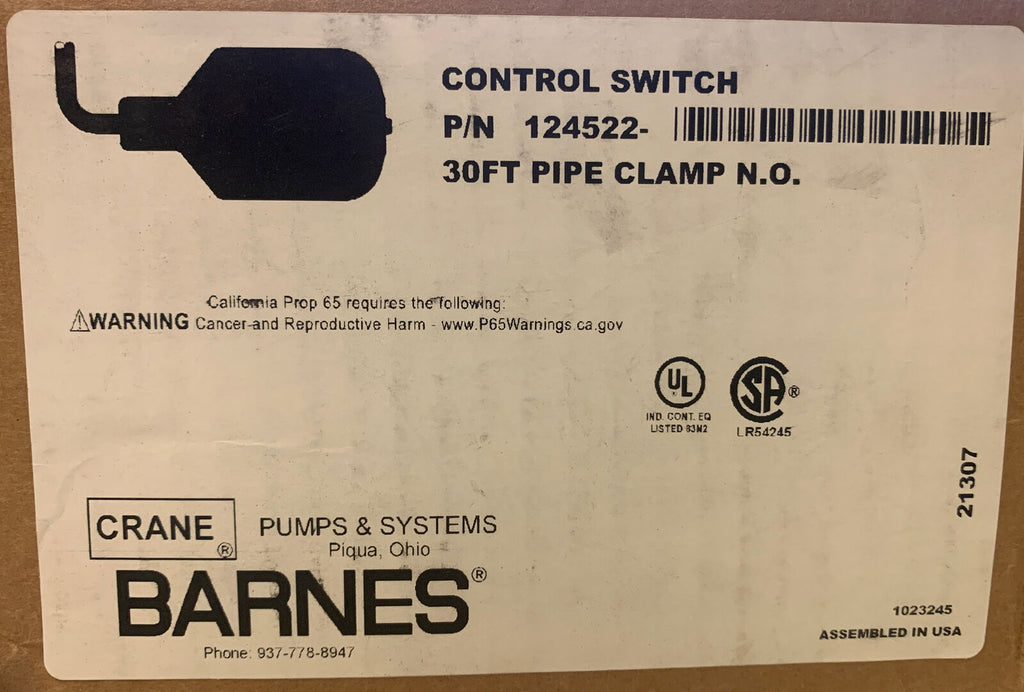 CONTROL SWITCH
P/N 124522-
30FT PIPE CLAMP N.O.
California Prop 65 requires the following:
⚠WARNING Cancer and Reproductive Harm - www.P65Warnings.ca.gov
UL
IND. CONT. EQ
LISTED 83M2
SA®
LR54245
21307
CRANE® PUMPS & SYSTEMS
Piqua, Ohio
BARNES®
Phone: 937-778-8947
1023245
ASSEMBLED IN USA